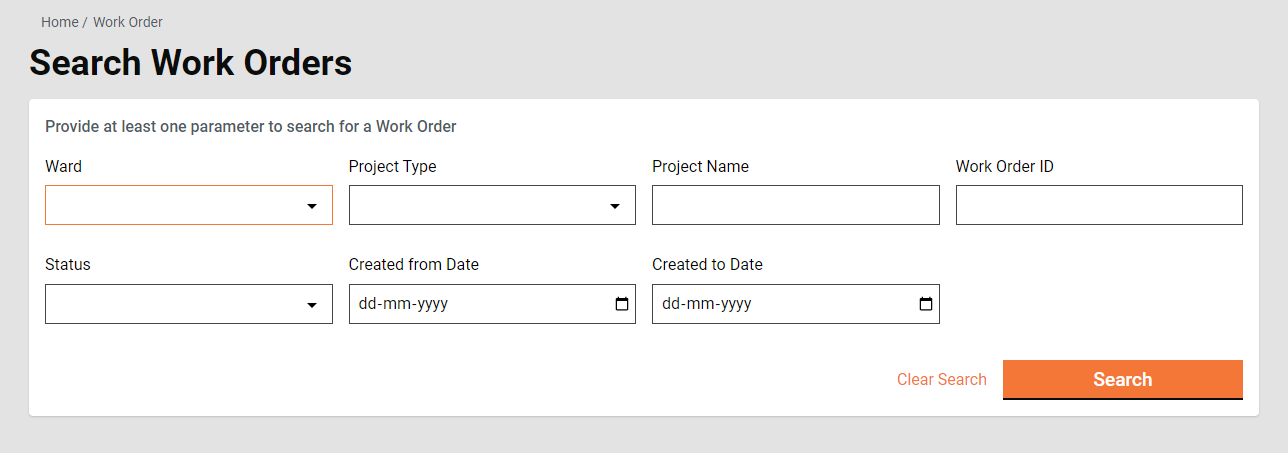 Home / Work Order
Search Work Orders
Provide at least one parameter to search for a Work Order
Ward Project Type Project Name Work Order ID
Status Created from Date Created to Date
dd-mm-yyyy dd-mm-yyyy
Clear Search Search